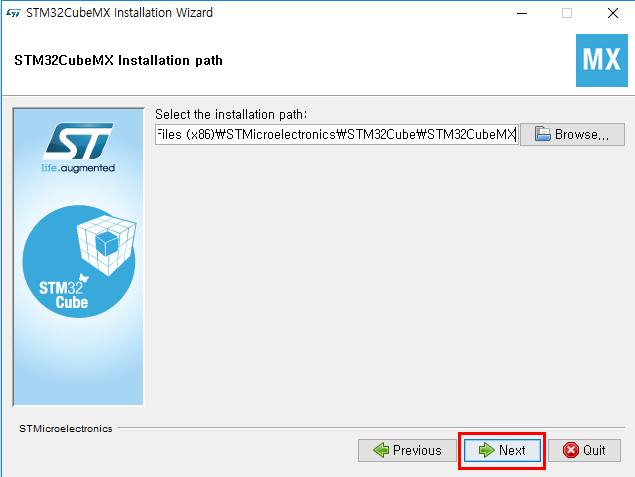 STM32CubeMX Installation Wizard
STM32CubeMX Installation path
MX
Select the installation path:
Files (x86)₩STMicroelectronics₩STM32Cube₩STM32CubeMX
Browse...
ST
life.augmented
STM32
Cube
STMicroelectronics
Previous
Next
Quit